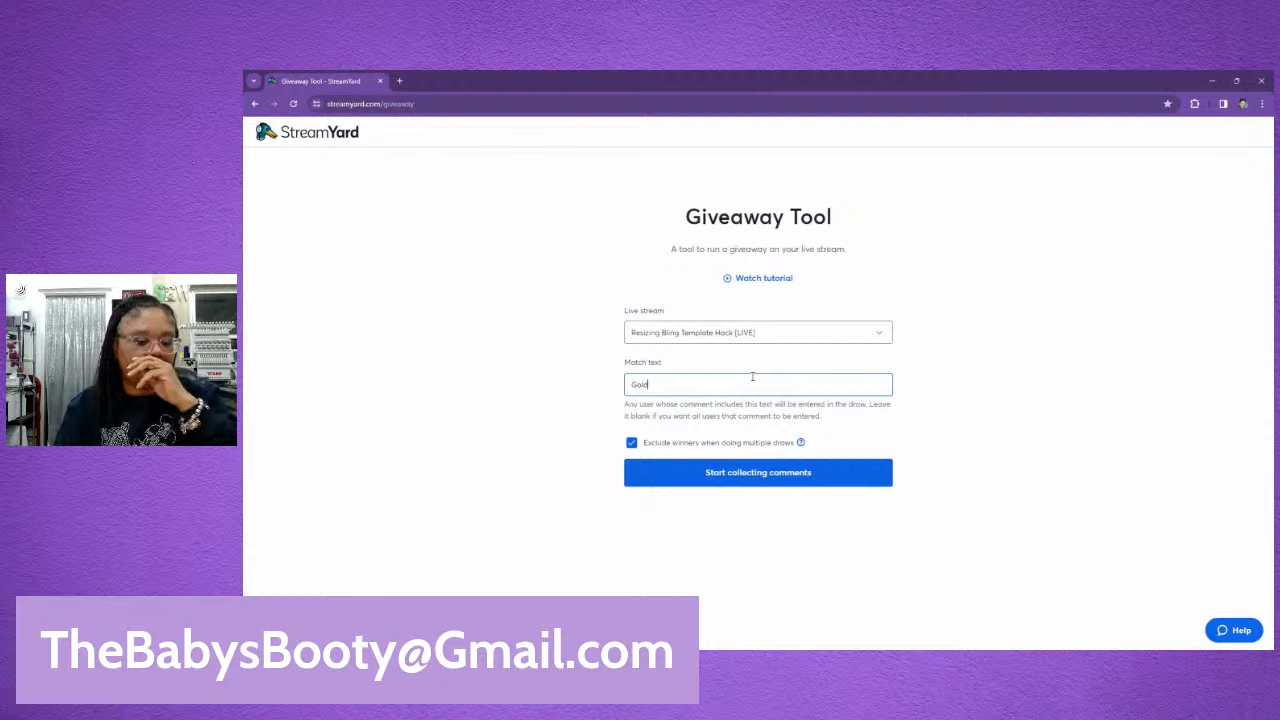 Giveaway Tool - StreamYard
streamyard.com/giveaway
StreamYard
Giveaway Tool
A tool to run a giveaway on your live stream.
Watch tutorial
Live stream
Resizing Bling Template Hack [LIVE]
Match text
Gold
Any user whose comment includes this text will be entered in the draw. Leave
it blank if you want all users that comment to be entered.
Exclude winners when doing multiple draws
Start collecting comments
Help
TheBabysBooty@Gmail.com